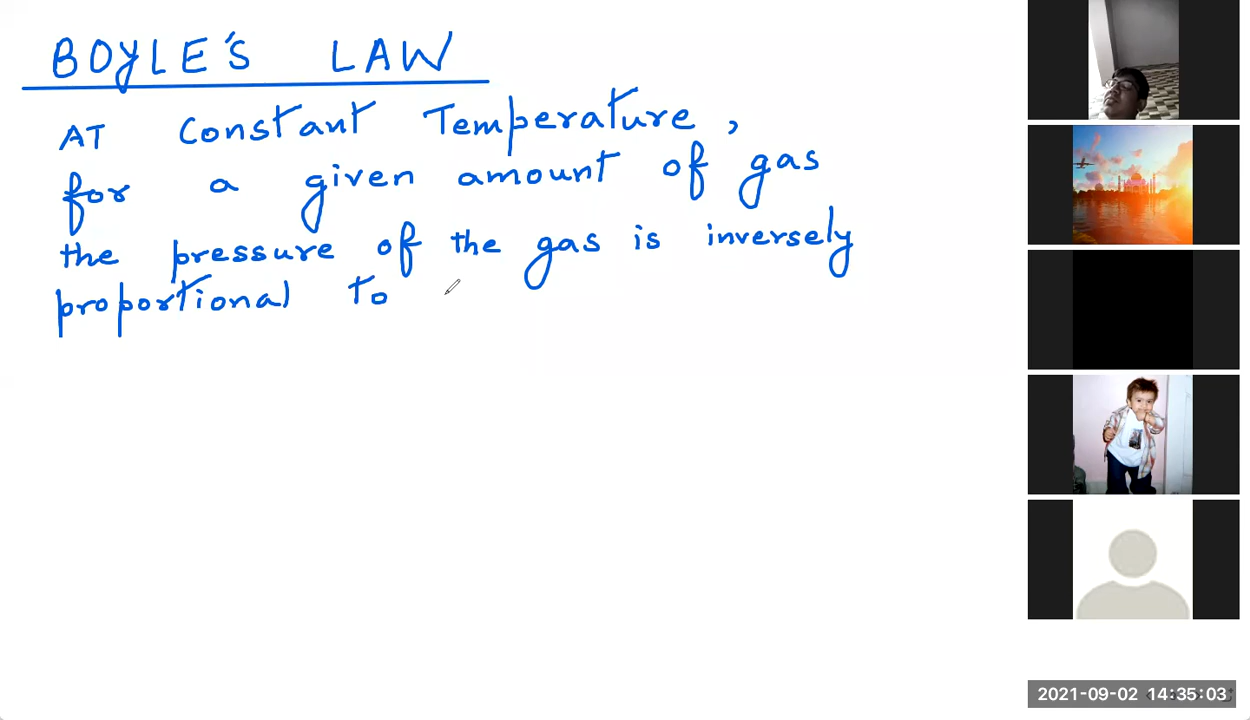 BOYLE'S LAW
AT Constant Temperature,
for a given amount of gas
the pressure of the gas is inversely
proportional to
2021-09-02 14:35:03